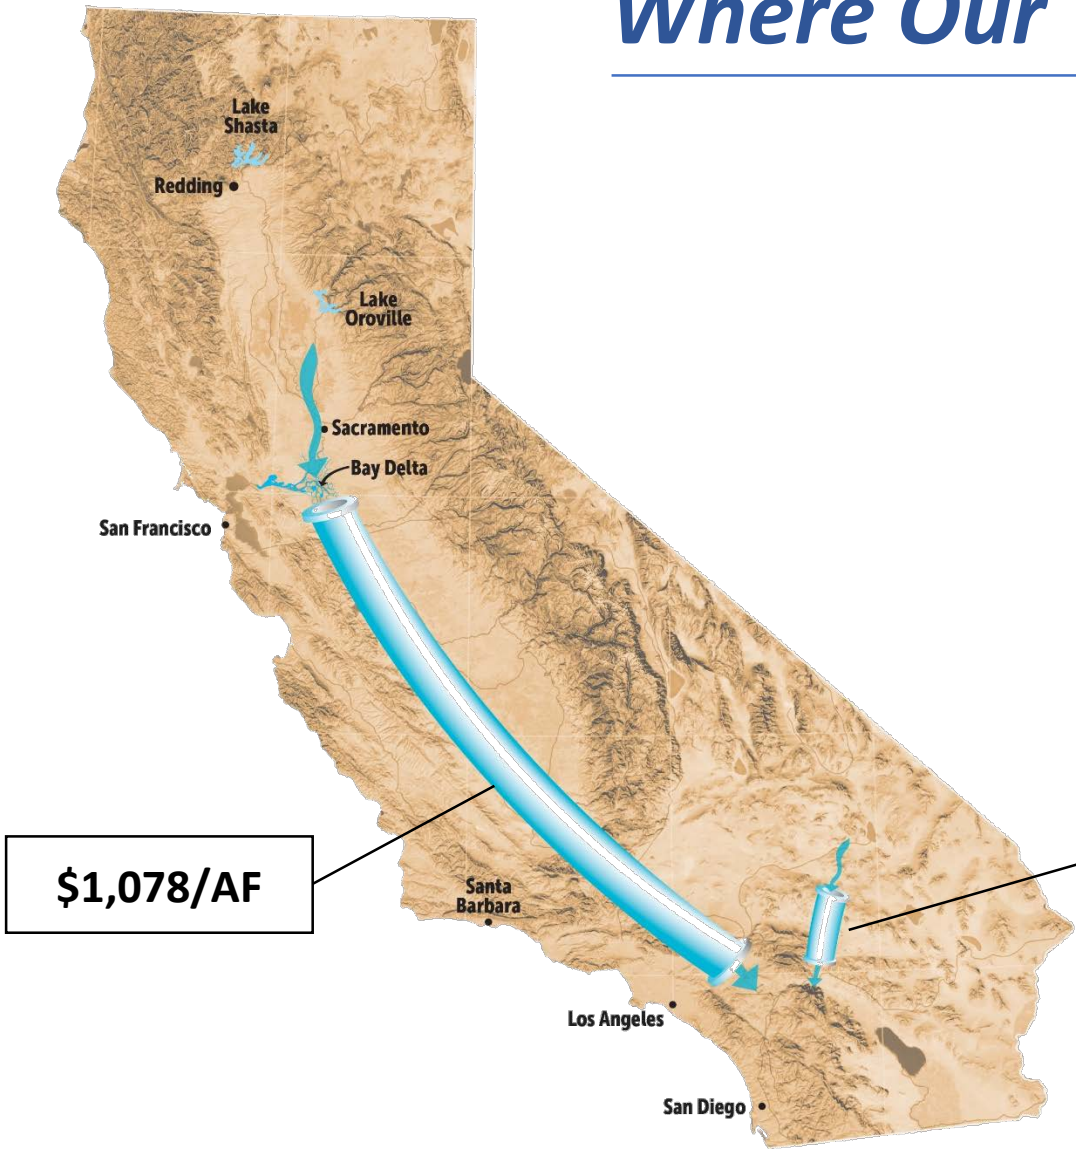 Where Our
Lake
Shasta
Redding
Lake
Oroville
Sacramento
Bay Delta
San Francisco
$1,078/AF
Santa
Barbara
Los Angeles
San Diego